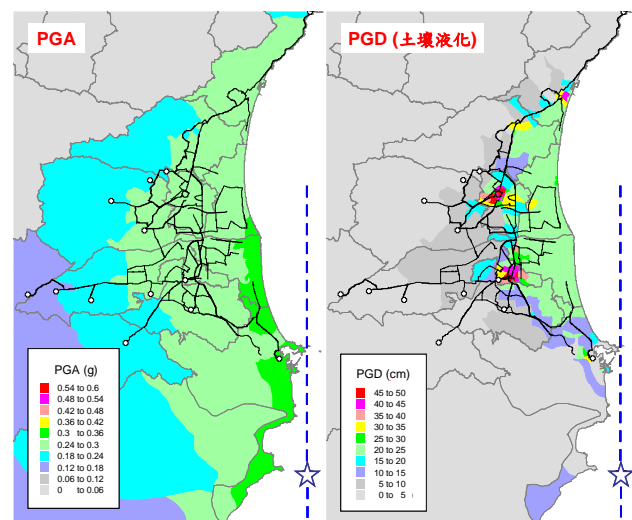 PGA
PGA (g)
0.54 to 0.6
0.48 to 0.54
0.42 to 0.48
0.36 to 0.42
0.3 to 0.36
0.24 to 0.3
0.18 to 0.24
0.12 to 0.18
0.06 to 0.12
0 to 0.06
PGD (土壤液化)
PGD (cm)
45 to 50
40 to 45
35 to 40
30 to 35
25 to 30
20 to 25
15 to 20
10 to 15
5 to 10
0 to 5